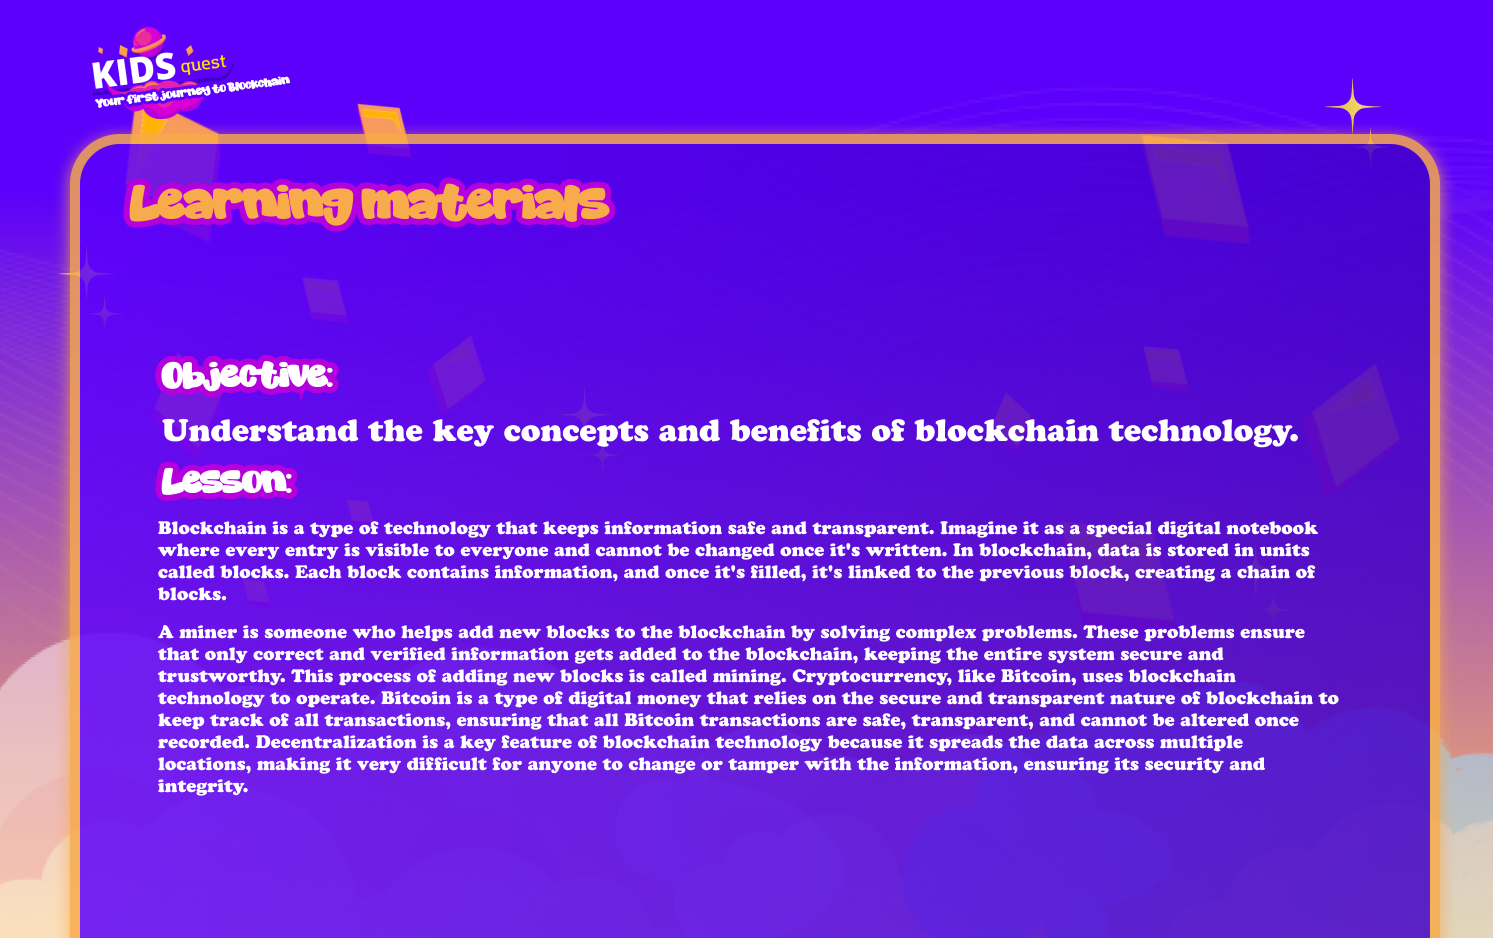 KIDS quest
Your first journey to Blockchain
Learning materials
Objective:
Understand the key concepts and benefits of blockchain technology.
Lesson:
Blockchain is a type of technology that keeps information safe and transparent. Imagine it as a special digital notebook
where every entry is visible to everyone and cannot be changed once it's written. In blockchain, data is stored in units
called blocks. Each block contains information, and once it's filled, it's linked to the previous block, creating a chain of
blocks.
A miner is someone who helps add new blocks to the blockchain by solving complex problems. These problems ensure
that only correct and verified information gets added to the blockchain, keeping the entire system secure and
trustworthy. This process of adding new blocks is called mining. Cryptocurrency, like Bitcoin, uses blockchain
technology to operate. Bitcoin is a type of digital money that relies on the secure and transparent nature of blockchain to
keep track of all transactions, ensuring that all Bitcoin transactions are safe, transparent, and cannot be altered once
recorded. Decentralization is a key feature of blockchain technology because it spreads the data across multiple
locations, making it very difficult for anyone to change or tamper with the information, ensuring its security and
integrity.